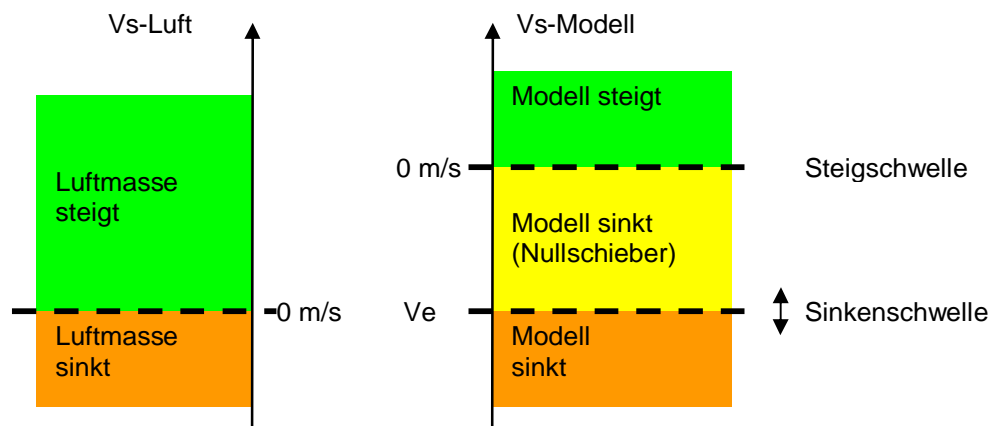 Vs-Luft
Vs-Modell
Modell steigt
0 m/s
Steigschwelle
Luftmasse
steigt
Modell sinkt
(Nullschieber)
0 m/s
Ve
Sinkenschwelle
Luftmasse
sinkt
Modell
sinkt